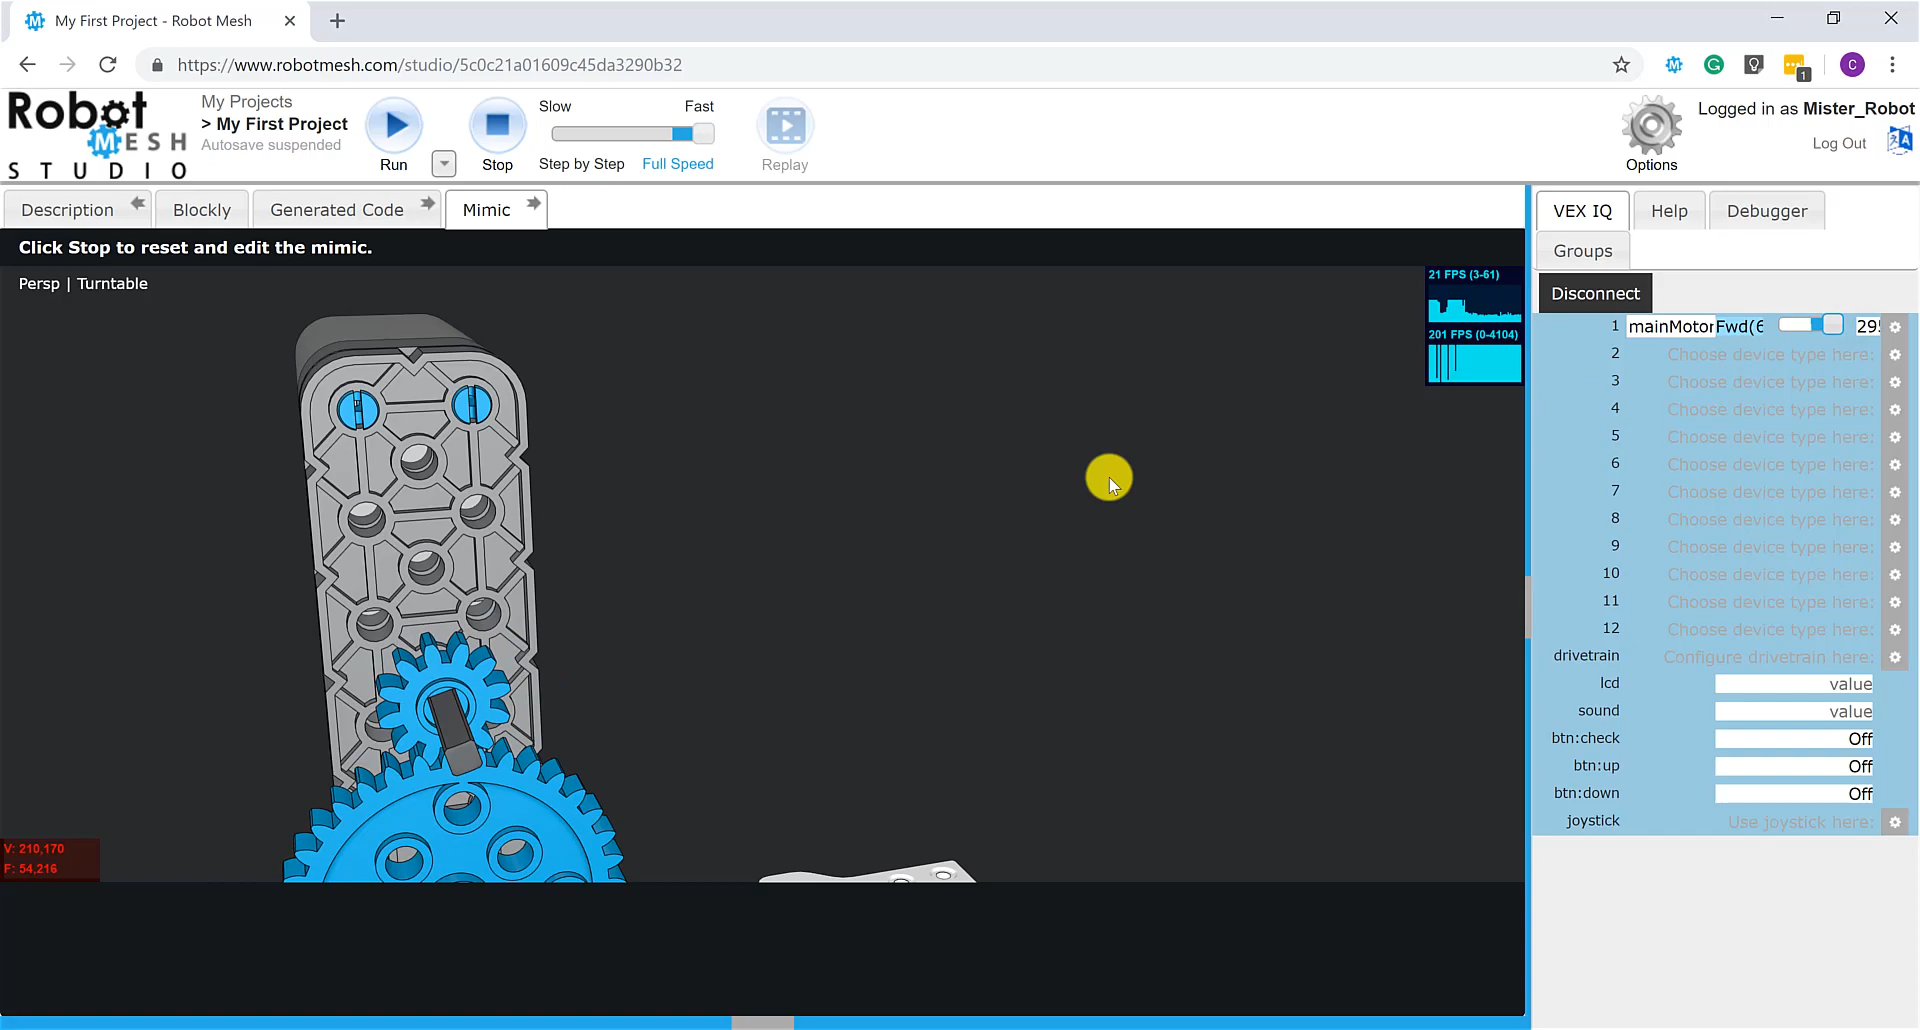 My First Project - Robot Mesh
https://www.robotmesh.com/studio/5c0c21a01609c45da3290b32
1
C
Robot
MESH
STUDIO
My Projects
> My First Project
Autosave suspended
Run
Stop
Slow
Fast
Step by Step
Full Speed
Replay
Options
Logged in as Mister_Robot
Log Out
Description
Blockly
Generated Code
Mimic
Click Stop to reset and edit the mimic.
Persp | Turntable
21 FPS (3-61)
201 FPS (0-4104)
V: 210,170
F: 54,216
VEX IQ
Help
Debugger
Groups
Disconnect
1 mainMotor Fwd(6 295
2 Choose device type here:
3 Choose device type here:
4 Choose device type here:
5 Choose device type here:
6 Choose device type here:
7 Choose device type here:
8 Choose device type here:
9 Choose device type here:
10 Choose device type here:
11 Choose device type here:
12 Choose device type here:
drivetrain Configure drivetrain here:
lcd value
sound value
btn:check Off
btn:up Off
btn:down Off
joystick Use joystick here: